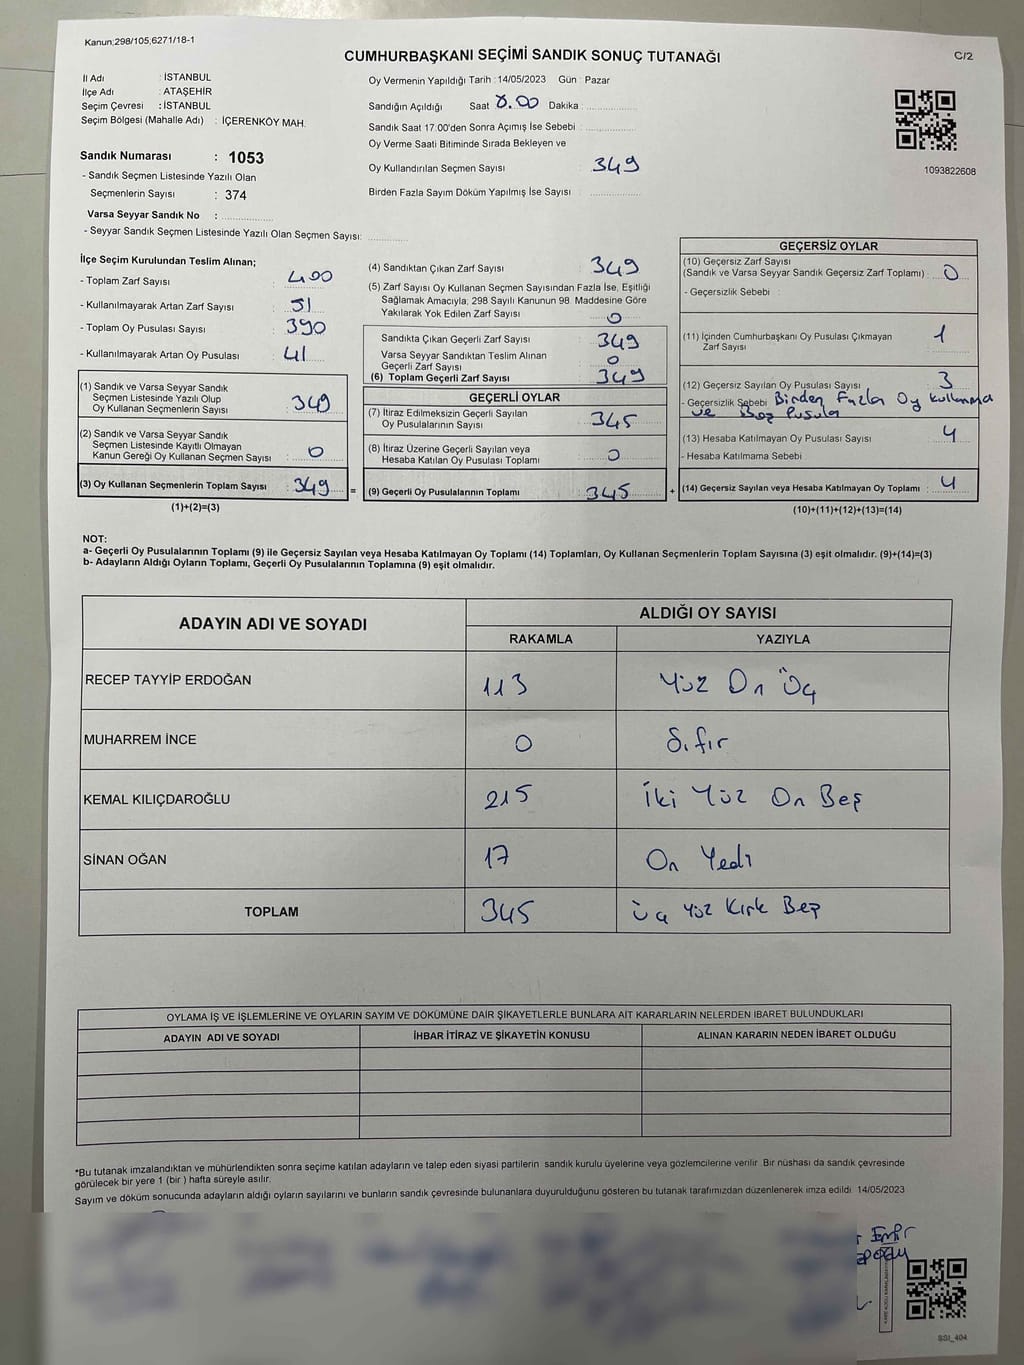 Kanun;298/105,6271/18-1
CUMHURBAŞKANI SEÇİMİ SANDIK SONUÇ TUTANAĞI
C/2
İl Adı : İSTANBUL
İlçe Adı : ATAŞEHİR
Seçim Çevresi : İSTANBUL
Seçim Bölgesi (Mahalle Adı) : İÇERENKÖY MAH.
Sandık Numarası : 1053
- Sandık Seçmen Listesinde Yazılı Olan
Seçmenlerin Sayısı : 374
Varsa Seyyar Sandık No :
- Seyyar Sandık Seçmen Listesinde Yazılı Olan Seçmen Sayısı:
Oy Vermenin Yapıldığı Tarih : 14/05/2023 Gün : Pazar
Sandığın Açıldığı Saat 8.00 Dakika :
Sandık Saat 17.00'den Sonra Açımış İse Sebebi :
Oy Verme Saati Bitiminde Sırada Bekleyen ve
Oy Kullandırılan Seçmen Sayısı : 349
Birden Fazla Sayım Döküm Yapılmış İse Sayısı :
1093822608
İlçe Seçim Kurulundan Teslim Alınan;
- Toplam Zarf Sayısı : 400
- Kullanılmayarak Artan Zarf Sayısı : 51
- Toplam Oy Pusulası Sayısı : 390
- Kullanılmayarak Artan Oy Pusulası : 41
(1) Sandık ve Varsa Seyyar Sandık
Seçmen Listesinde Yazılı Olup
Oy Kullanan Seçmenlerin Sayısı : 349
(2) Sandık ve Varsa Seyyar Sandık
Seçmen Listesinde Kayıtlı Olmayan
Kanun Gereği Oy Kullanan Seçmen Sayısı : 0
(3) Oy Kullanan Seçmenlerin Toplam Sayısı : 349 =
(1)+(2)=(3)
(4) Sandıktan Çıkan Zarf Sayısı : 349
(5) Zarf Sayısı Oy Kullanan Seçmen Sayısından Fazla İse, Eşitliği
Sağlamak Amacıyla, 298 Sayılı Kanunun 98. Maddesine Göre
Yakılarak Yok Edilen Zarf Sayısı : 0
Sandıkta Çıkan Geçerli Zarf Sayısı : 349
Varsa Seyyar Sandıktan Teslim Alınan
Geçerli Zarf Sayısı : 0
(6) Toplam Geçerli Zarf Sayısı : 349
GEÇERLİ OYLAR
(7) İtiraz Edilmeksizin Geçerli Sayılan
Oy Pusulalarının Sayısı : 345
(8) İtiraz Üzerine Geçerli Sayılan veya
Hesaba Katılan Oy Pusulası Toplamı : 0
(9) Geçerli Oy Pusulalarının Toplamı : 345 +
GEÇERSİZ OYLAR
(10) Geçersiz Zarf Sayısı
(Sandık ve Varsa Seyyar Sandık Geçersiz Zarf Toplamı) : 0
- Geçersizlik Sebebi :
(11) İçinden Cumhurbaşkanı Oy Pusulası Çıkmayan
Zarf Sayısı : 1
(12) Geçersiz Sayılan Oy Pusulası Sayısı : 3
- Geçersizlik Sebebi Birden Fazla Oy kullanma
ve Boş Pusula
(13) Hesaba Katılmayan Oy Pusulası Sayısı : 4
- Hesaba Katılmama Sebebi
(14) Geçersiz Sayılan veya Hesaba Katılmayan Oy Toplamı : 4
(10)+(11)+(12)+(13)=(14)
NOT:
a- Geçerli Oy Pusulalarının Toplamı (9) ile Geçersiz Sayılan veya Hesaba Katılmayan Oy Toplamı (14) Toplamları, Oy Kullanan Seçmenlerin Toplam Sayısına (3) eşit olmalıdır. (9)+(14)=(3)
b- Adayların Aldığı Oyların Toplamı, Geçerli Oy Pusulalarının Toplamına (9) eşit olmalıdır.
ADAYIN ADI VE SOYADI
ALDIĞI OY SAYISI
RAKAMLA YAZIYLA
RECEP TAYYİP ERDOĞAN 113 Yüz On Üç
MUHARREM İNCE 0 Sıfır
KEMAL KILIÇDAROĞLU 215 İki Yüz On Beş
SİNAN OĞAN 17 On Yedi
TOPLAM 345 Üç Yüz Kırk Beş
OYLAMA İŞ VE İŞLEMLERİNE VE OYLARIN SAYIM VE DÖKÜMÜNE DAİR ŞİKAYETLERLE BUNLARA AİT KARARLARIN NELERDEN İBARET BULUNDUKLARI
ADAYIN ADI VE SOYADI İHBAR İTİRAZ VE ŞİKAYETİN KONUSU ALINAN KARARIN NEDEN İBARET OLDUĞU
*Bu tutanak imzalandıktan ve mühürlendikten sonra seçime katılan adayların ve talep eden siyasi partilerin sandık kurulu üyelerine veya gözlemcilerine verilir. Bir nüshası da sandık çevresinde
görülecek bir yere 1 (bir ) hafta süreyle asılır.
Sayım ve döküm sonucunda adayların aldığı oyların sayılarını ve bunların sandık çevresinde bulunanlara duyurulduğunu gösteren bu tutanak tarafımızdan düzenlenerek imza edildi 14/05/2023
Emir
SSI_404